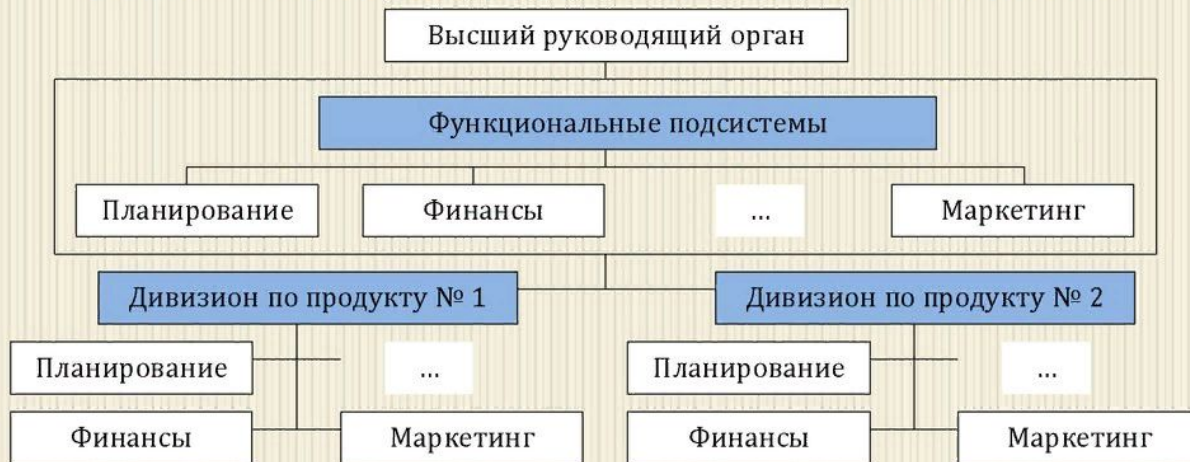 Высший руководящий орган
Функциональные подсистемы
Планирование
Финансы
...
Маркетинг
Дивизион по продукту № 1
Дивизион по продукту № 2
Планирование
...
Планирование
...
Финансы
Маркетинг
Финансы
Маркетинг